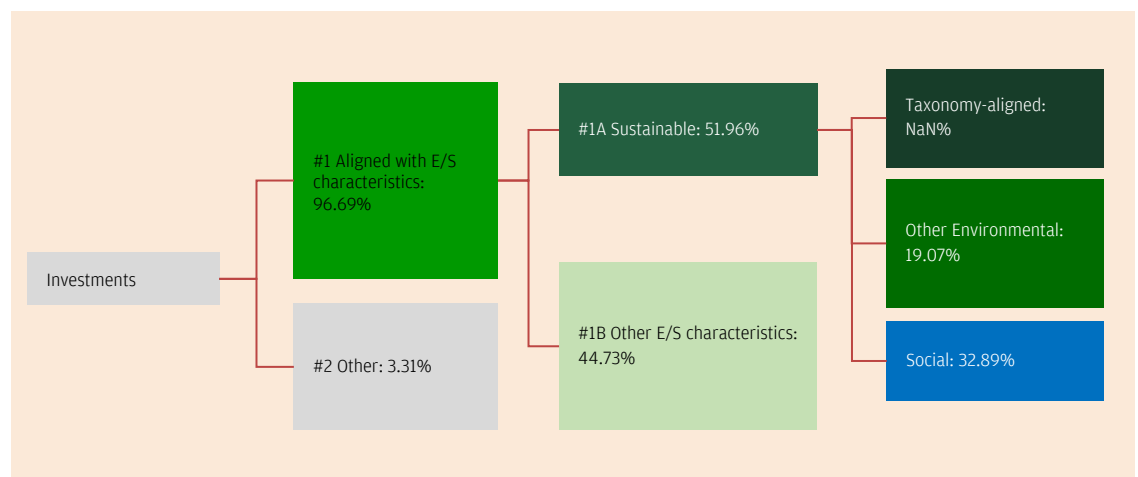 Investments
#1 Aligned with E/S
characteristics:
96.69%
#2 Other: 3.31%
#1A Sustainable: 51.96%
#1B Other E/S characteristics:
44.73%
Taxonomy-aligned:
NaN%
Other Environmental:
19.07%
Social: 32.89%